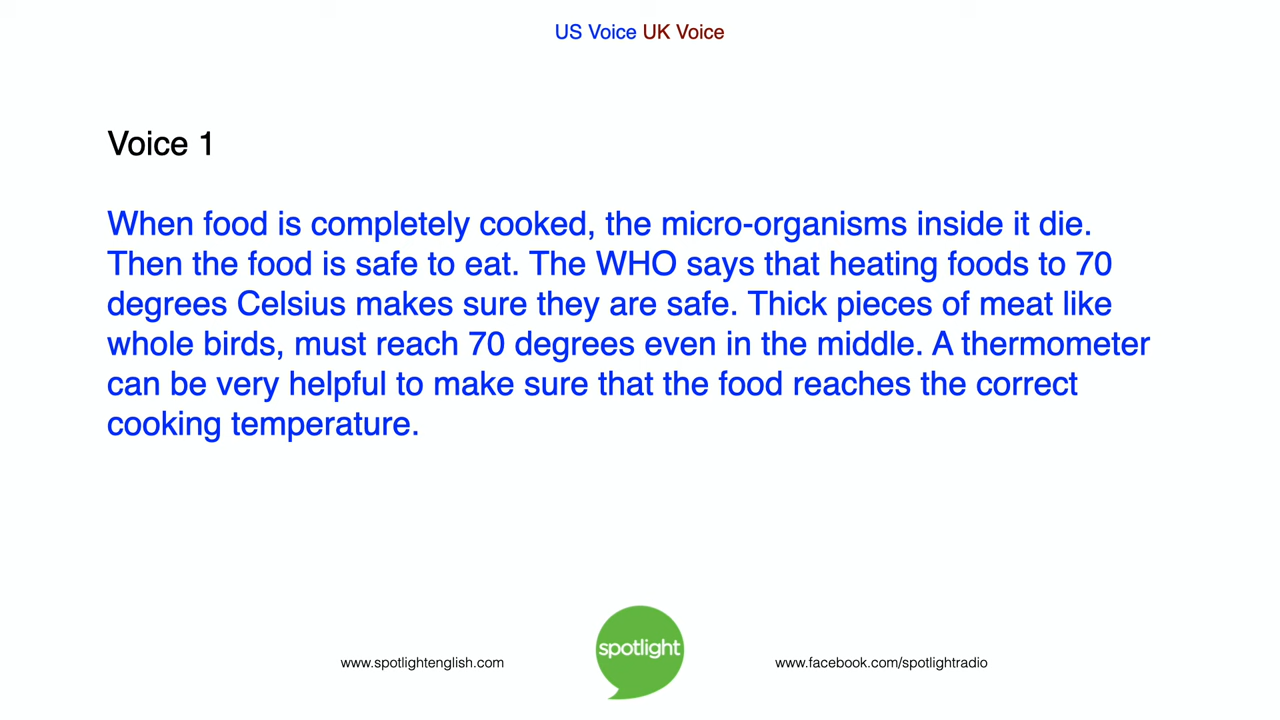 US Voice UK Voice
Voice 1
When food is completely cooked, the micro-organisms inside it die.
Then the food is safe to eat. The WHO says that heating foods to 70
degrees Celsius makes sure they are safe. Thick pieces of meat like
whole birds, must reach 70 degrees even in the middle. A thermometer
can be very helpful to make sure that the food reaches the correct
cooking temperature.
www.spotlightenglish.com
spotlight
www.facebook.com/spotlightradio